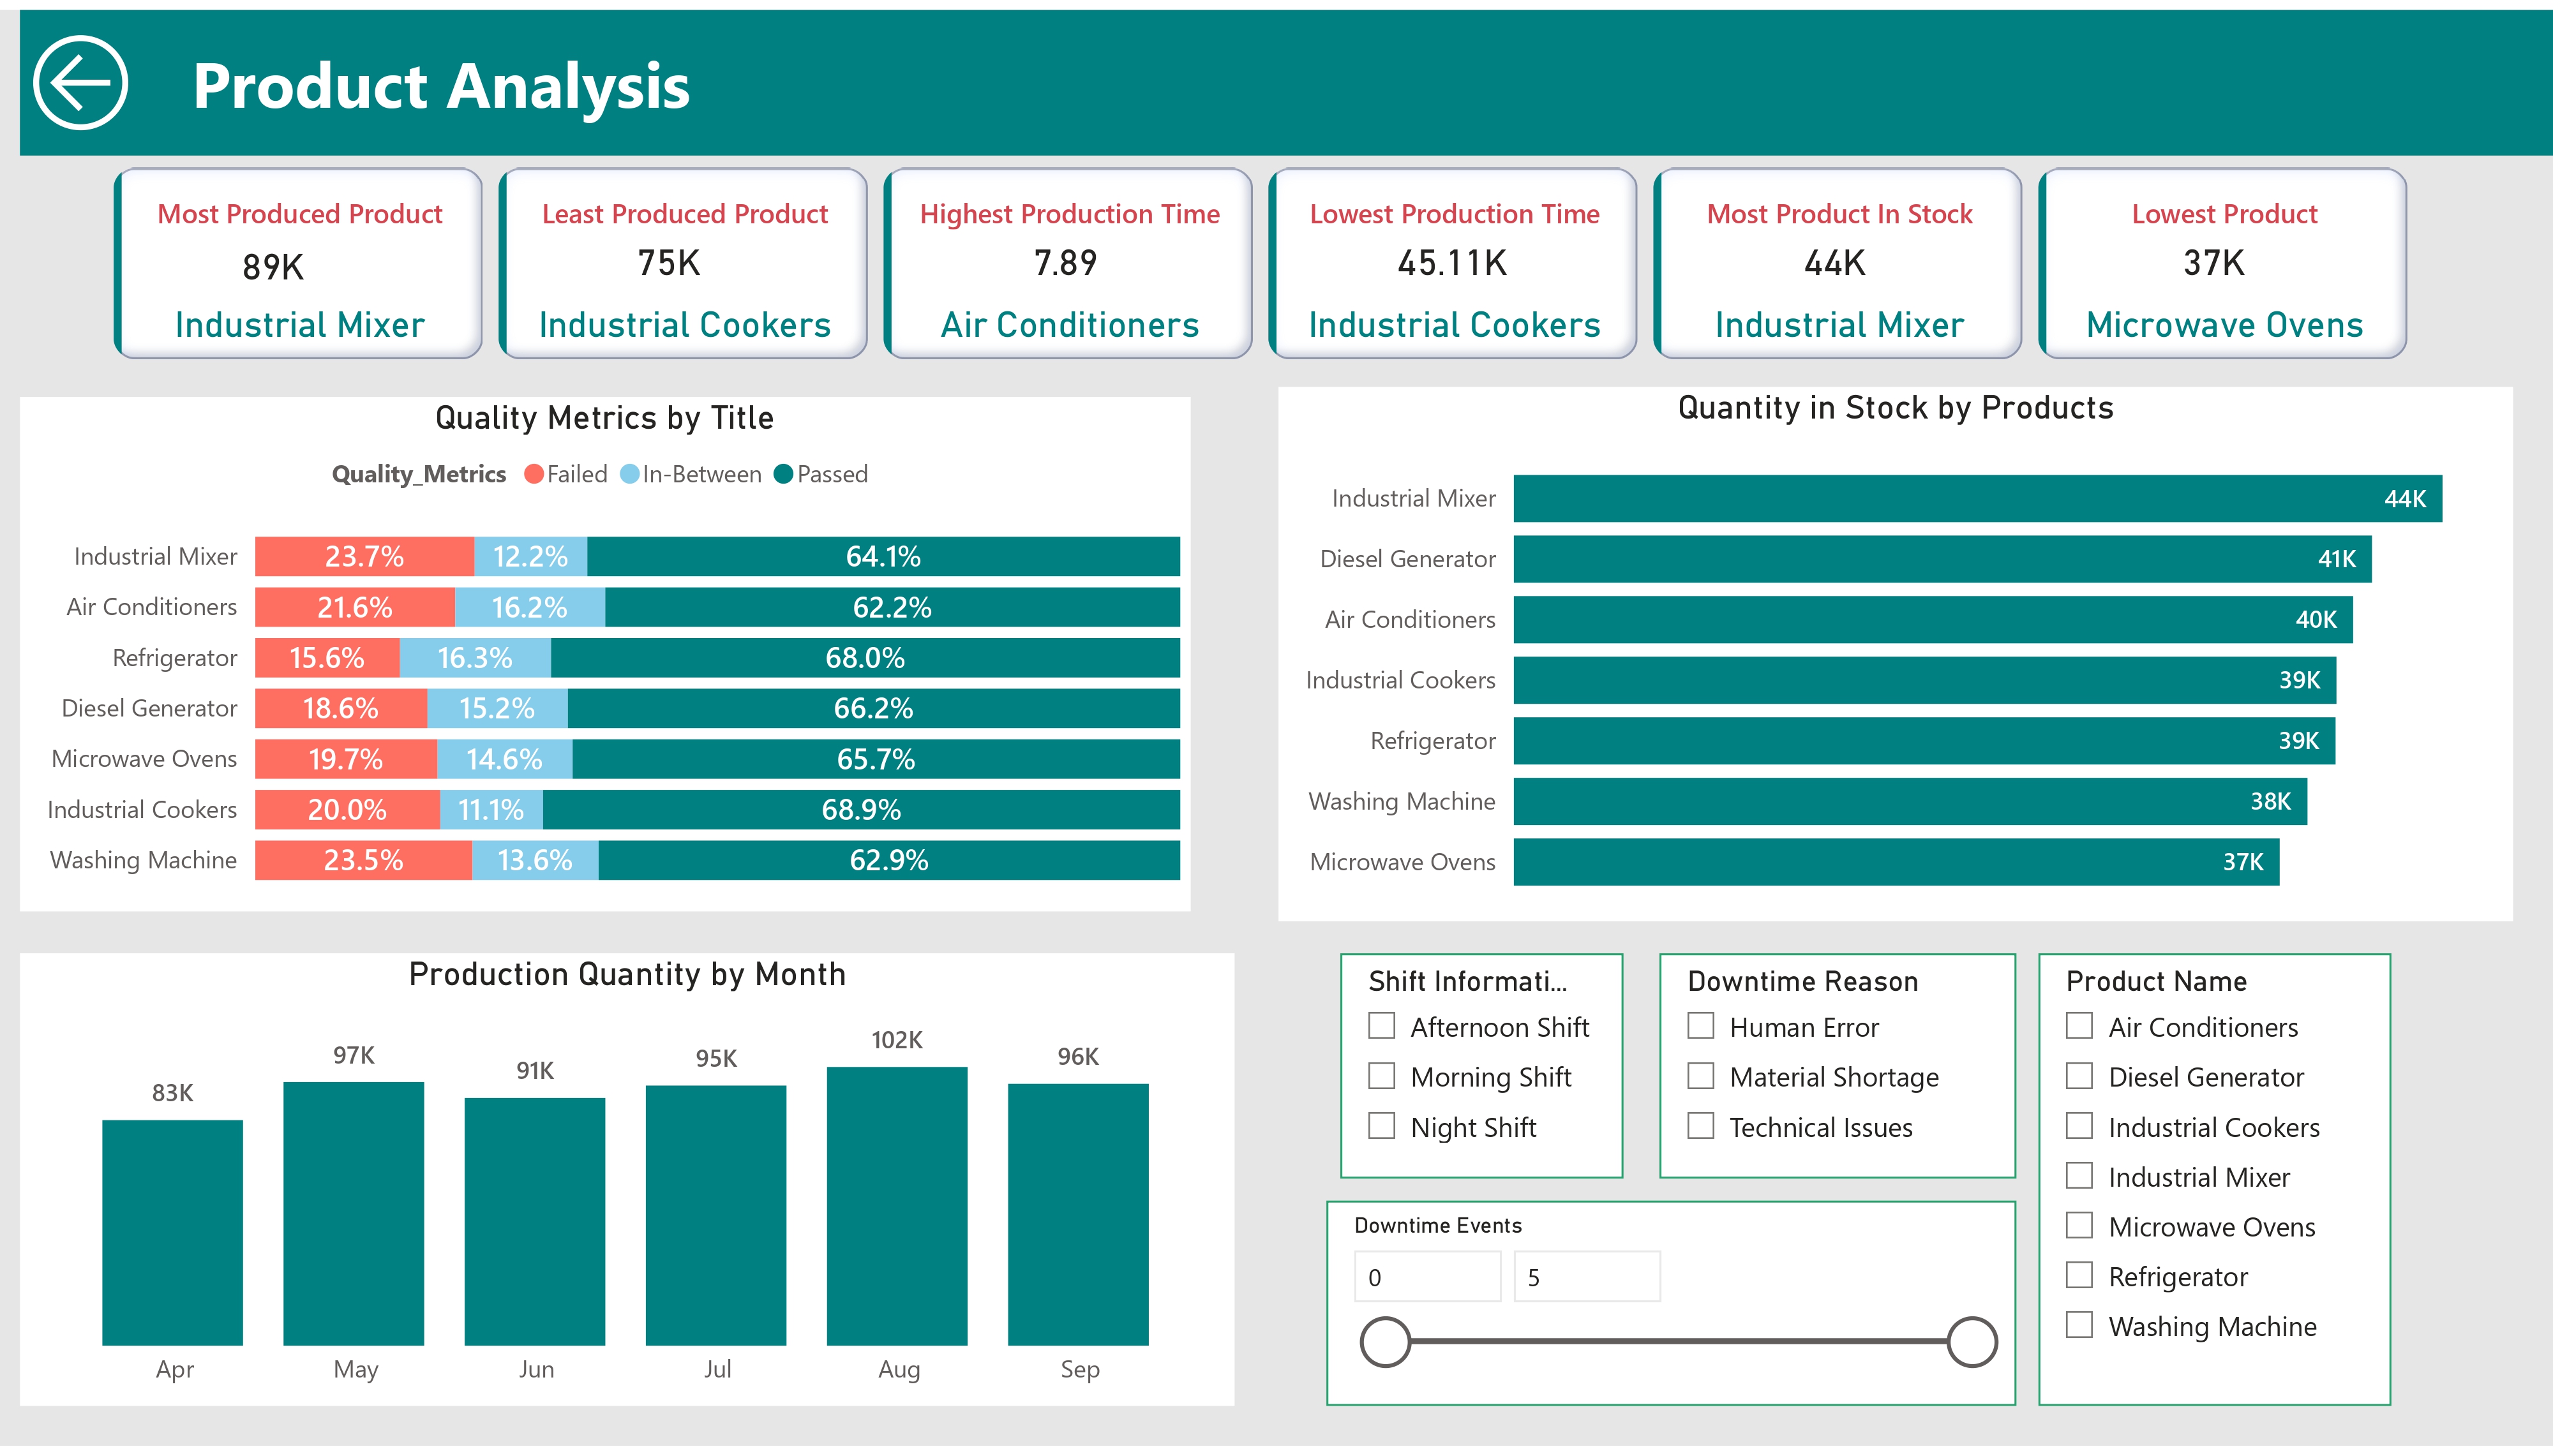 Product Analysis
Most Produced Product
89K
Industrial Mixer
Least Produced Product
75K
Industrial Cookers
Highest Production Time
7.89
Air Conditioners
Lowest Production Time
45.11K
Industrial Cookers
Most Product In Stock
44K
Industrial Mixer
Lowest Product
37K
Microwave Ovens
Quality Metrics by Title
Quality_Metrics Failed In-Between Passed
Industrial Mixer 23.7% 12.2% 64.1%
Air Conditioners 21.6% 16.2% 62.2%
Refrigerator 15.6% 16.3% 68.0%
Diesel Generator 18.6% 15.2% 66.2%
Microwave Ovens 19.7% 14.6% 65.7%
Industrial Cookers 20.0% 11.1% 68.9%
Washing Machine 23.5% 13.6% 62.9%
Quantity in Stock by Products
Industrial Mixer 44K
Diesel Generator 41K
Air Conditioners 40K
Industrial Cookers 39K
Refrigerator 39K
Washing Machine 38K
Microwave Ovens 37K
Production Quantity by Month
83K 97K 91K 95K 102K 96K
Apr May Jun Jul Aug Sep
Shift Informati...
Afternoon Shift
Morning Shift
Night Shift
Downtime Reason
Human Error
Material Shortage
Technical Issues
Downtime Events
0 5
Product Name
Air Conditioners
Diesel Generator
Industrial Cookers
Industrial Mixer
Microwave Ovens
Refrigerator
Washing Machine